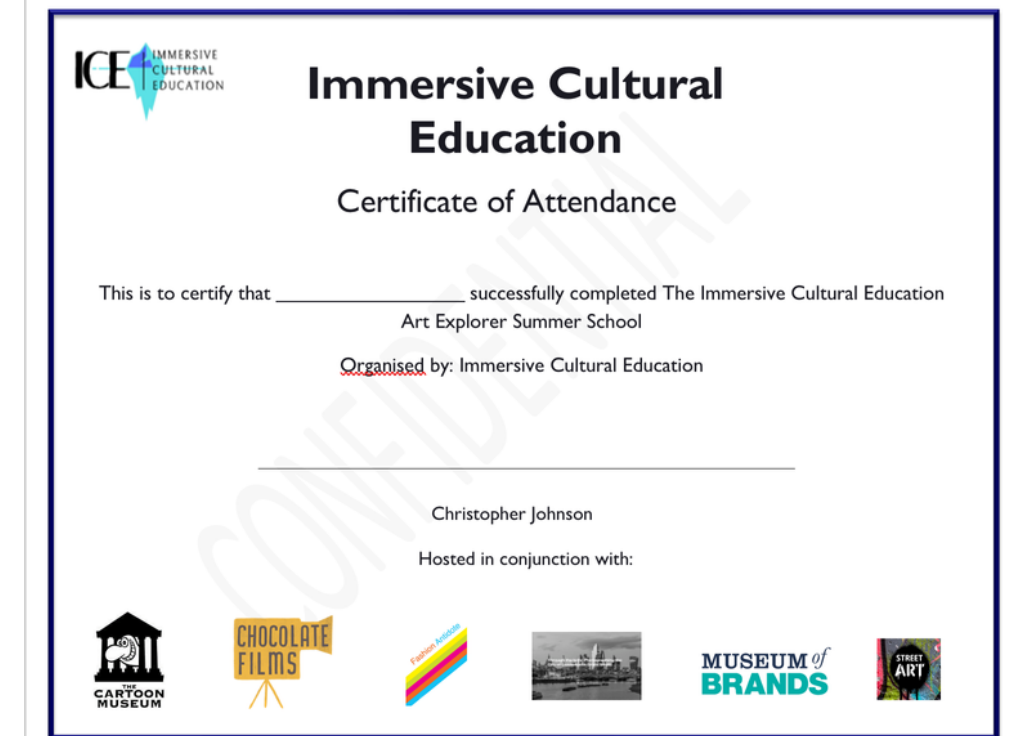 ICE IMMERSIVE
CULTURAL
EDUCATION
Immersive Cultural
Education
Certificate of Attendance
This is to certify that __________________ successfully completed The Immersive Cultural Education
Art Explorer Summer School
Organised by: Immersive Cultural Education
CONFIDENTIAL
Christopher Johnson
Hosted in conjunction with:
THE
CARTOON
MUSEUM
CHOCOLATE
FILMS
Fashion Antidote
MUSEUM of
BRANDS
STREET
ART